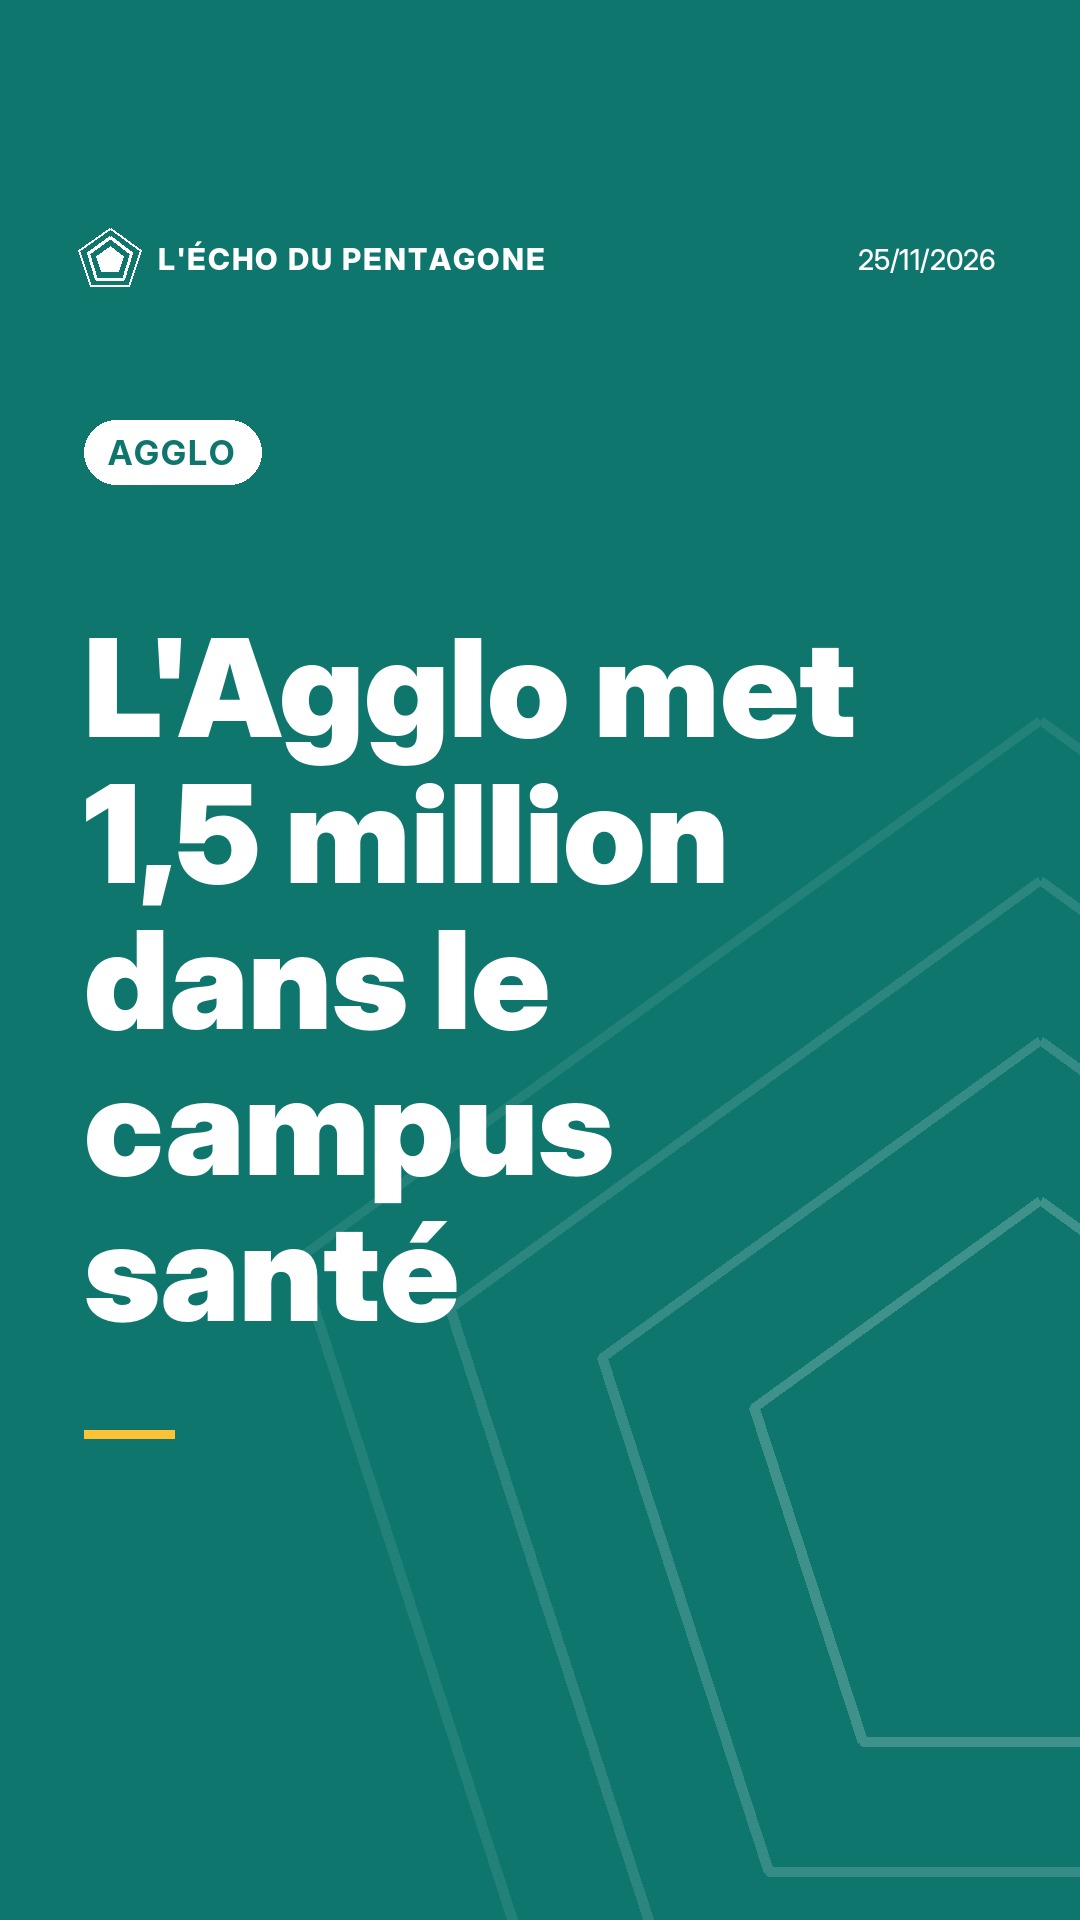 L'ÉCHO DU PENTAGONE
25/11/2026
AGGLO
L'Agglo met
1,5 million
dans le
campus
santé